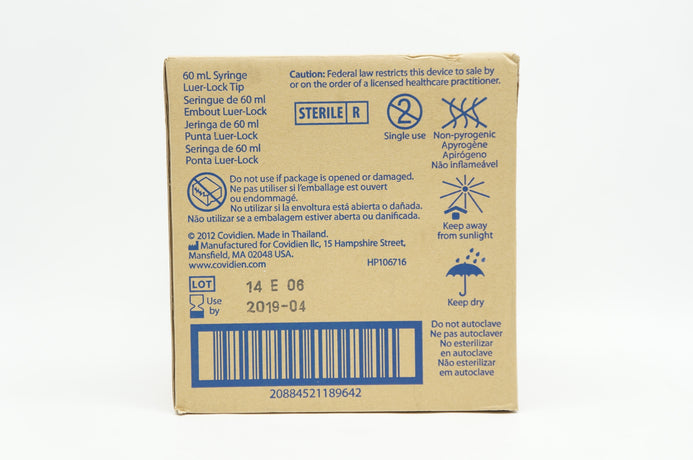 60 mL Syringe
Luer-Lock Tip
Seringue de 60 ml
Embout Luer-Lock
Jeringa de 60 ml
Punta Luer-Lock
Seringa de 60 ml
Ponta Luer-Lock
Caution: Federal law restricts this device to sale by
or on the order of a licensed healthcare practitioner.
STERILE R
2
Single use
Non-pyrogenic
Apyrogène
Apirógeno
Não inflameável
Do not use if package is opened or damaged.
Ne pas utiliser si l'emballage est ouvert
ou endommagé.
No utilizar si la envoltura está abierta o dañada.
Não utilizar se a embalagem estiver aberta ou danificada.
Keep away
from sunlight
© 2012 Covidien. Made in Thailand.
Manufactured for Covidien llc, 15 Hampshire Street,
Mansfield, MA 02048 USA.
www.covidien.com
HP106716
LOT 14 E 06
Use
by 2019-04
Keep dry
Do not autoclave
Ne pas autoclaver
No esterilizar
en autoclave
Não esterilizar
em autoclave
20884521189642